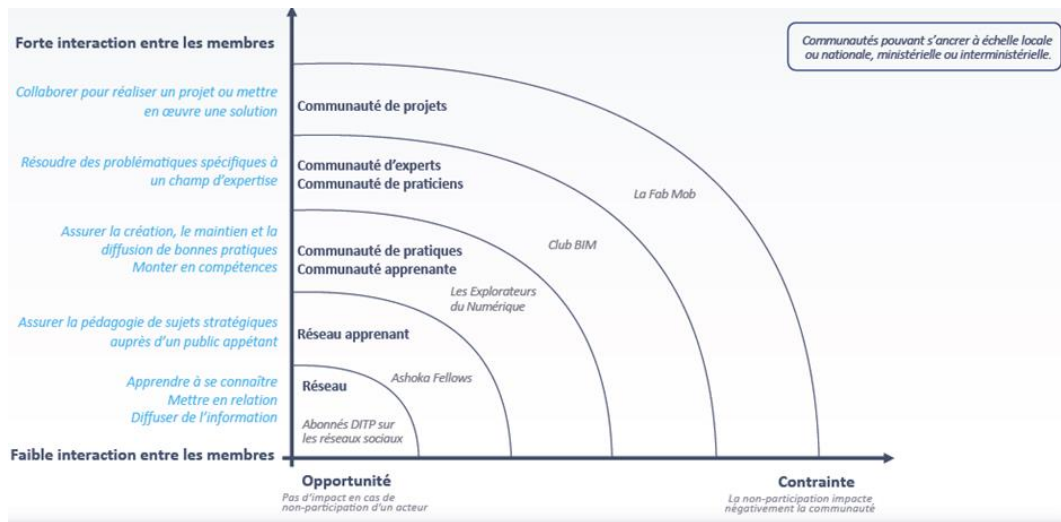 Forte interaction entre les membres
Communautés pouvant s'ancrer à échelle locale
ou nationale, ministérielle ou interministérielle.
Collaborer pour réaliser un projet ou mettre
en œuvre une solution
Communauté de projets
Résoudre des problématiques spécifiques à
un champ d'expertise
Communauté d'experts
Communauté de praticiens
La Fab Mob
Assurer la création, le maintien et la
diffusion de bonnes pratiques
Monter en compétences
Communauté de pratiques
Communauté apprenante
Club BIM
Les Explorateurs
du Numérique
Assurer la pédagogie de sujets stratégiques
auprès d'un public appétant
Réseau apprenant
Ashoka Fellows
Apprendre à se connaître
Mettre en relation
Diffuser de l'information
Réseau
Abonnés DITP sur
les réseaux sociaux
Faible interaction entre les membres
Opportunité
Pas d'impact en cas de
non-participation d'un acteur
Contrainte
La non-participation impacte
négativement la communauté